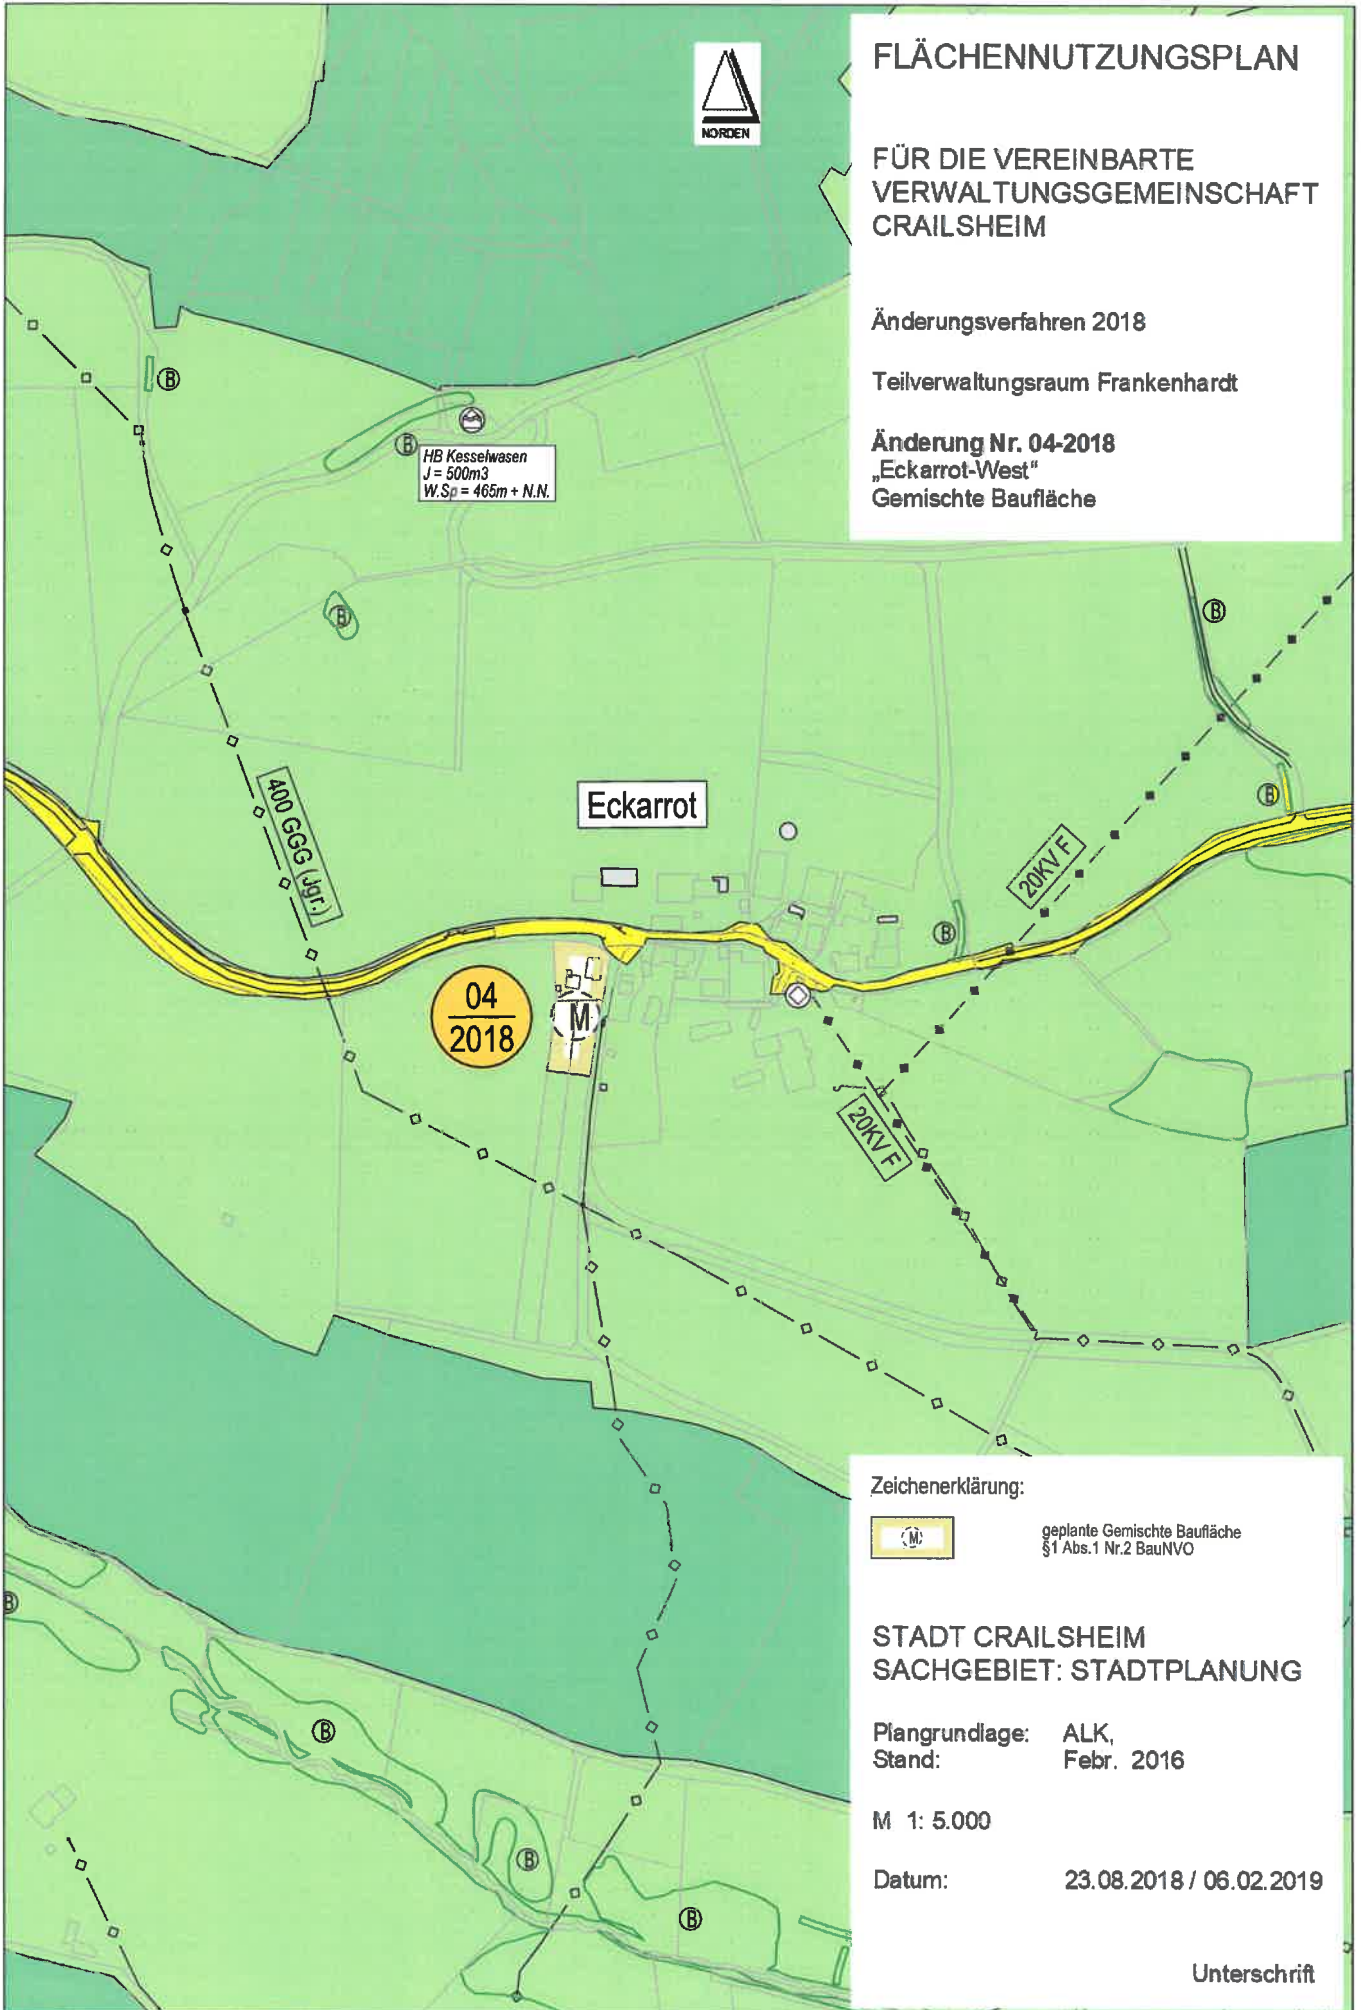 NORDEN
FLÄCHENNUTZUNGSPLAN
FÜR DIE VEREINBARTE
VERWALTUNGSGEMEINSCHAFT
CRAILSHEIM
Änderungsverfahren 2018
Teilverwaltungsraum Frankenhardt
Änderung Nr. 04-2018
„Eckarrot-West“
Gemischte Baufläche
B
B
HB Kesselwasen
J = 500m3
W.Sp = 465m + N.N.
B
B
400 GGG (Jgr.)
Eckarrot
B
20KV F
B
04
2018
M
20KV F
B
B
B
B
Zeichenerklärung:
M
geplante Gemischte Baufläche
§1 Abs.1 Nr.2 BauNVO
STADT CRAILSHEIM
SACHGEBIET: STADTPLANUNG
Plangrundlage: ALK,
Stand: Febr. 2016
M 1: 5.000
Datum: 23.08.2018 / 06.02.2019
Unterschrift